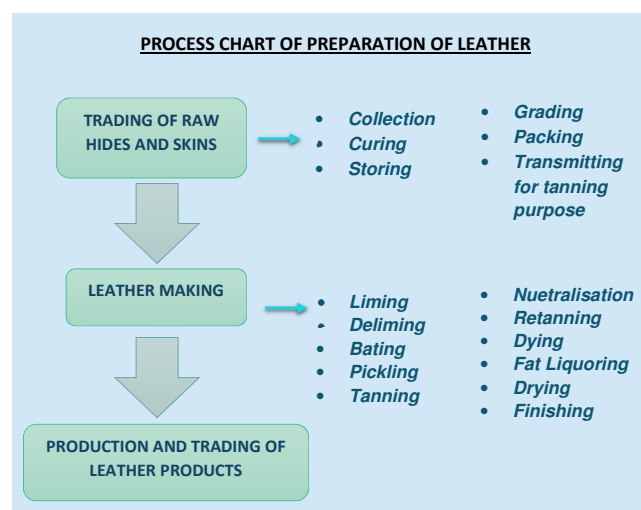 PROCESS CHART OF PREPARATION OF LEATHER
TRADING OF RAW
HIDES AND SKINS
• Collection
• Curing
• Storing
• Grading
• Packing
• Transmitting
for tanning
purpose
LEATHER MAKING
• Liming
• Deliming
• Bating
• Pickling
• Tanning
• Nuetralisation
• Retanning
• Dying
• Fat Liquoring
• Drying
• Finishing
PRODUCTION AND TRADING OF
LEATHER PRODUCTS